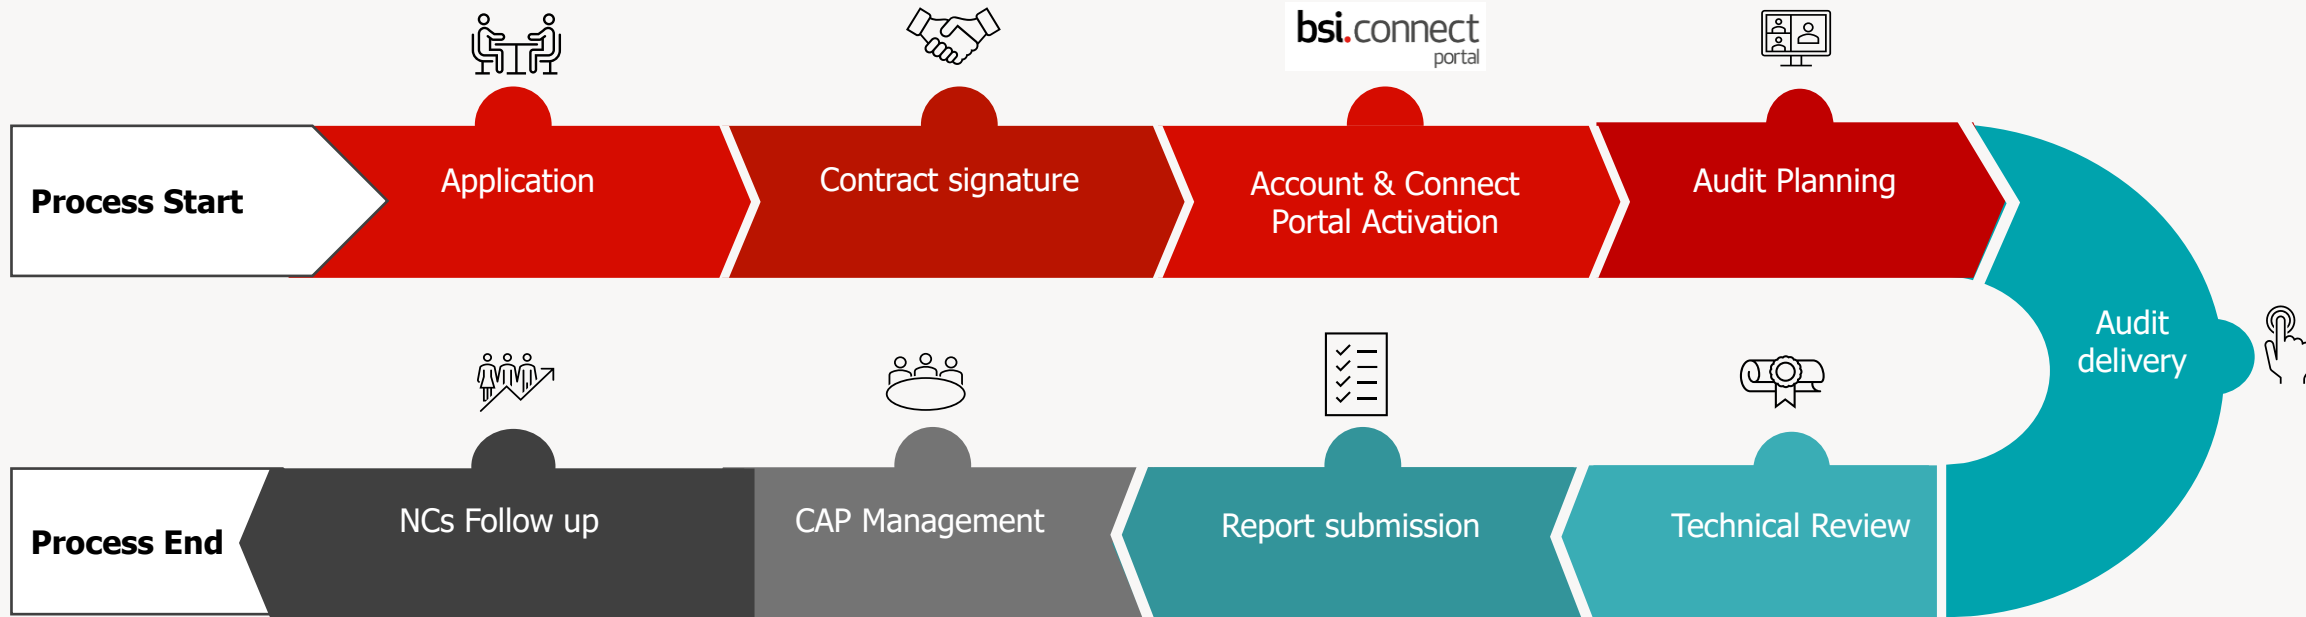 bsi.connect
portal
Process Start
Application
Contract signature
Account & Connect
Portal Activation
Audit Planning
Audit
delivery
Technical Review
Report submission
CAP Management
NCs Follow up
Process End